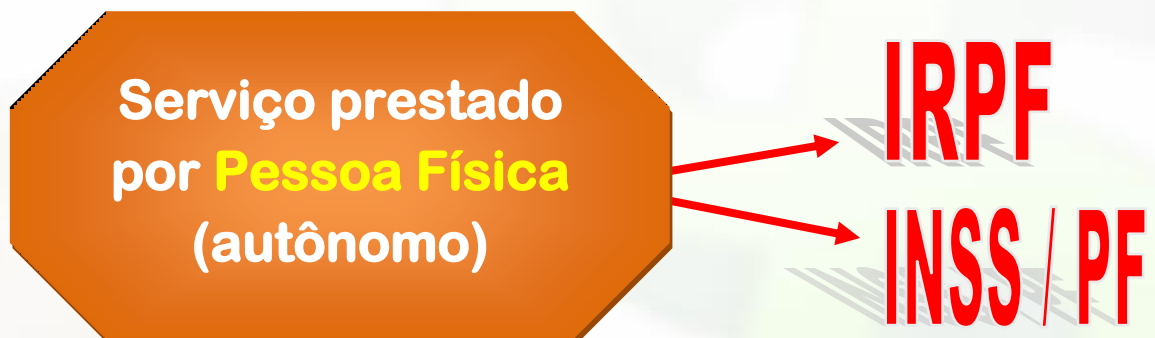 Serviço prestado
por Pessoa Física
(autônomo)
IRPF
INSS / PF